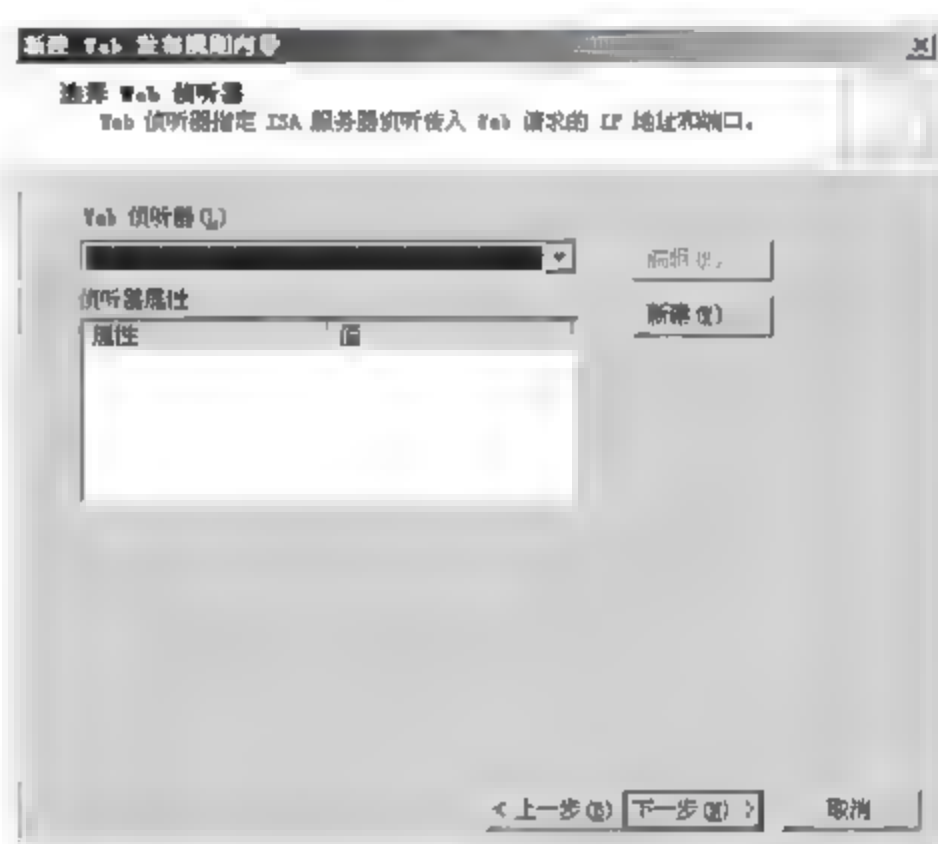 新建 Web 发布规则向导
选择 Web 侦听器
Web 侦听器指定 ISA 服务器侦听传入 Web 请求的 IP 地址和端口。
Web 侦听器(L)
编辑(E).
侦听器属性
新建(N)
属性 值
< 上一步(B) 下一步(N) > 取消